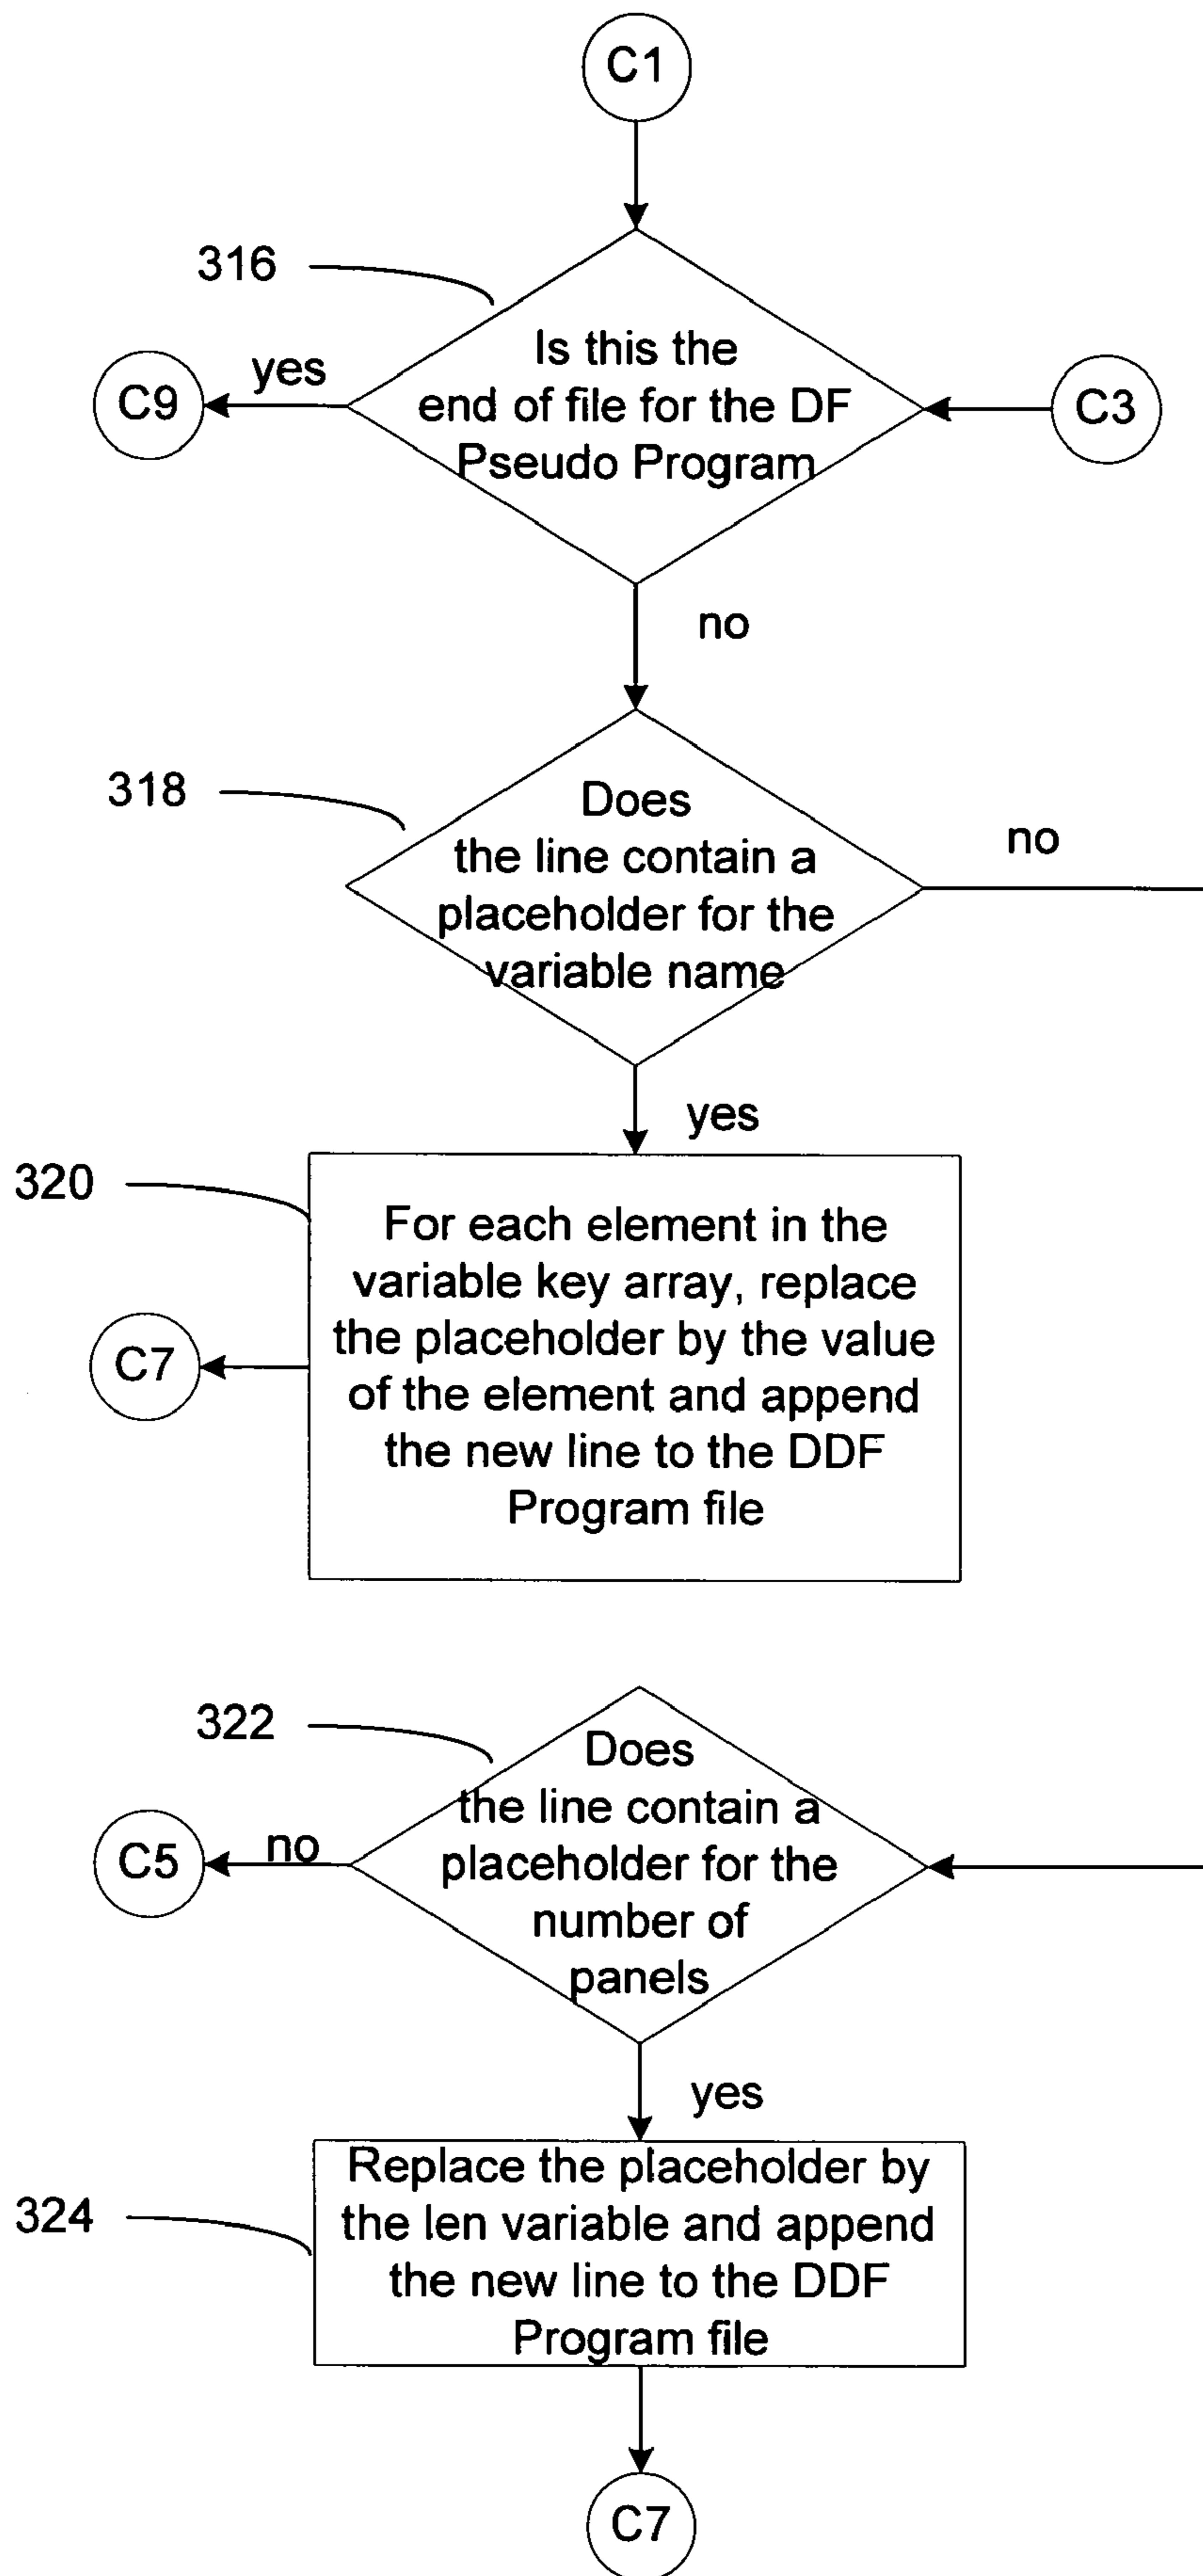 C1
316
Is this the
end of file for the DF
Pseudo Program
yes
C9
C3
no
318
Does
the line contain a
placeholder for the
variable name
no
yes
320
For each element in the
variable key array, replace
the placeholder by the value
of the element and append
the new line to the DDF
Program file
C7
322
Does
the line contain a
placeholder for the
number of
panels
no
C5
yes
324
Replace the placeholder by
the len variable and append
the new line to the DDF
Program file
C7